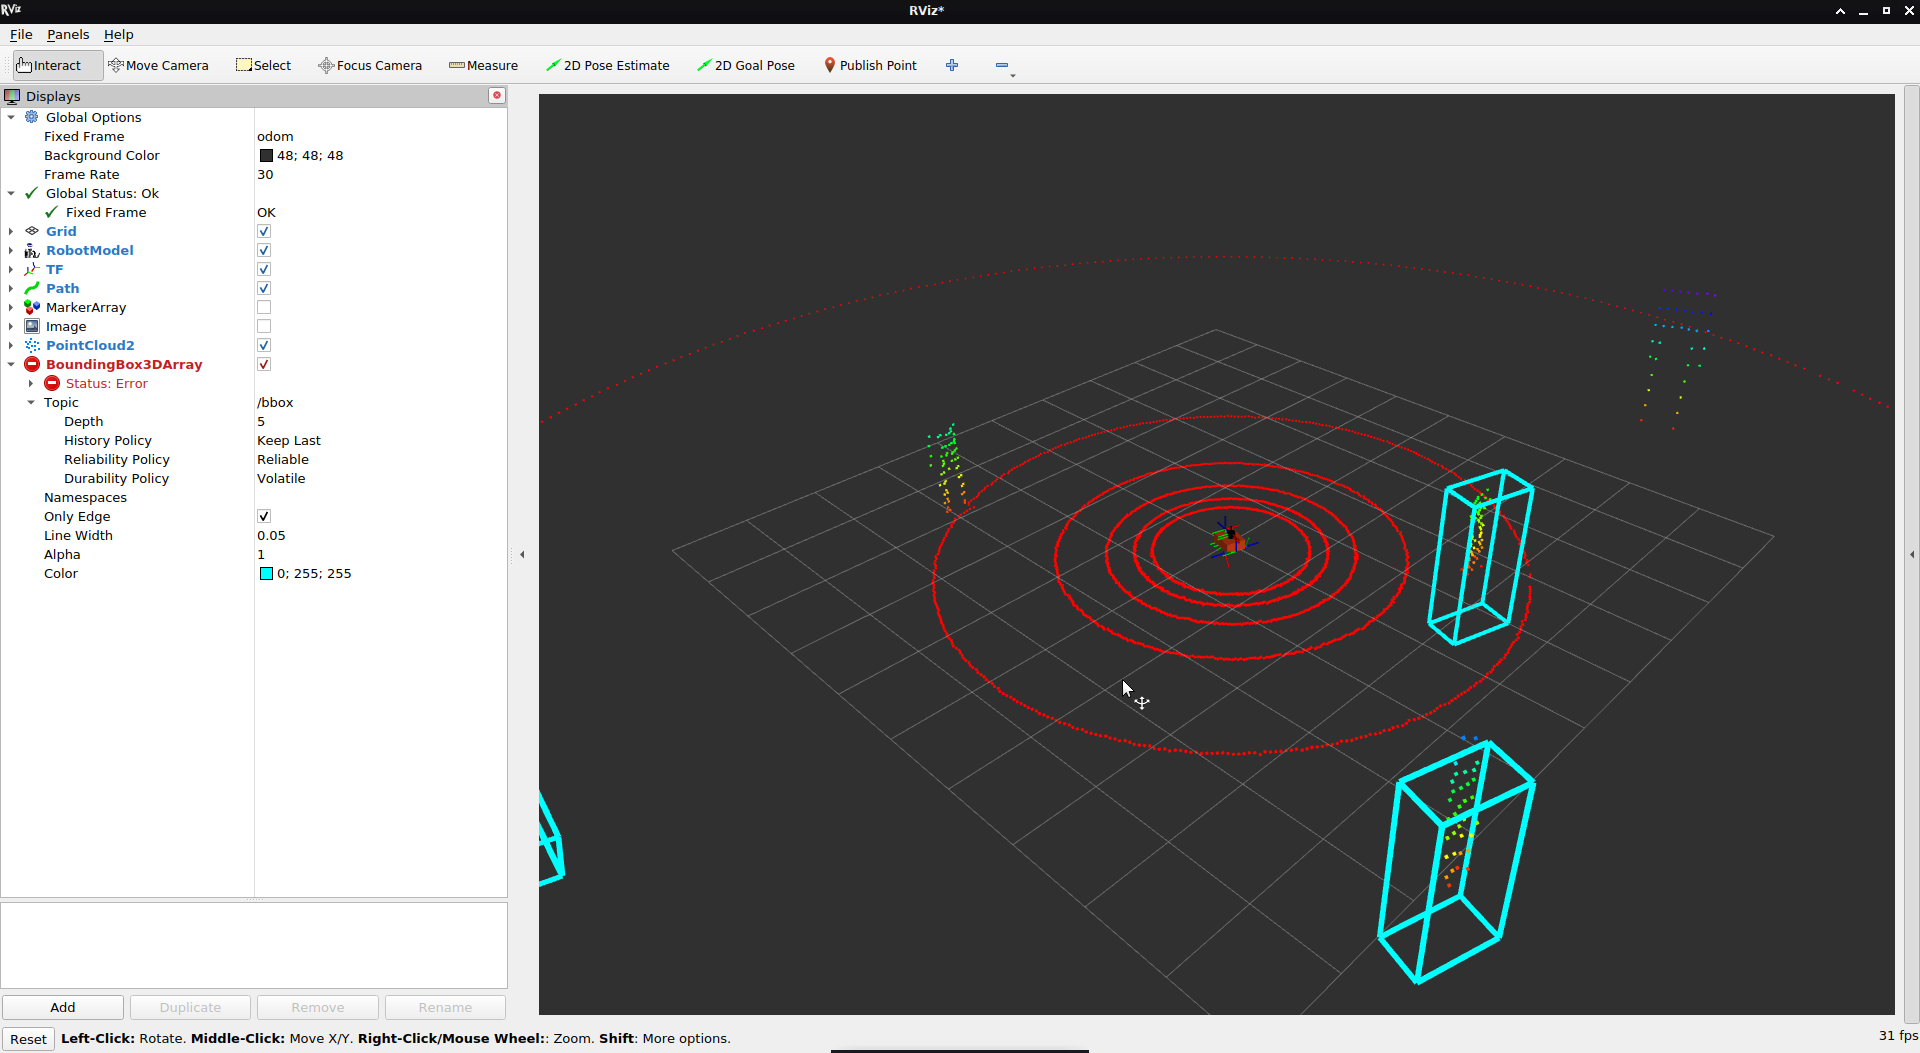 RViz
RViz*
File Panels Help
Interact Move Camera Select Focus Camera Measure 2D Pose Estimate 2D Goal Pose Publish Point
Displays
Global Options
Fixed Frame odom
Background Color 48; 48; 48
Frame Rate 30
Global Status: Ok
Fixed Frame OK
Grid
RobotModel
TF
Path
MarkerArray
Image
PointCloud2
BoundingBox3DArray
Status: Error
Topic /bbox
Depth 5
History Policy Keep Last
Reliability Policy Reliable
Durability Policy Volatile
Namespaces
Only Edge
Line Width 0.05
Alpha 1
Color 0; 255; 255
Add Duplicate Remove Rename
Reset Left-Click: Rotate. Middle-Click: Move X/Y. Right-Click/Mouse Wheel:: Zoom. Shift: More options. 31 fps